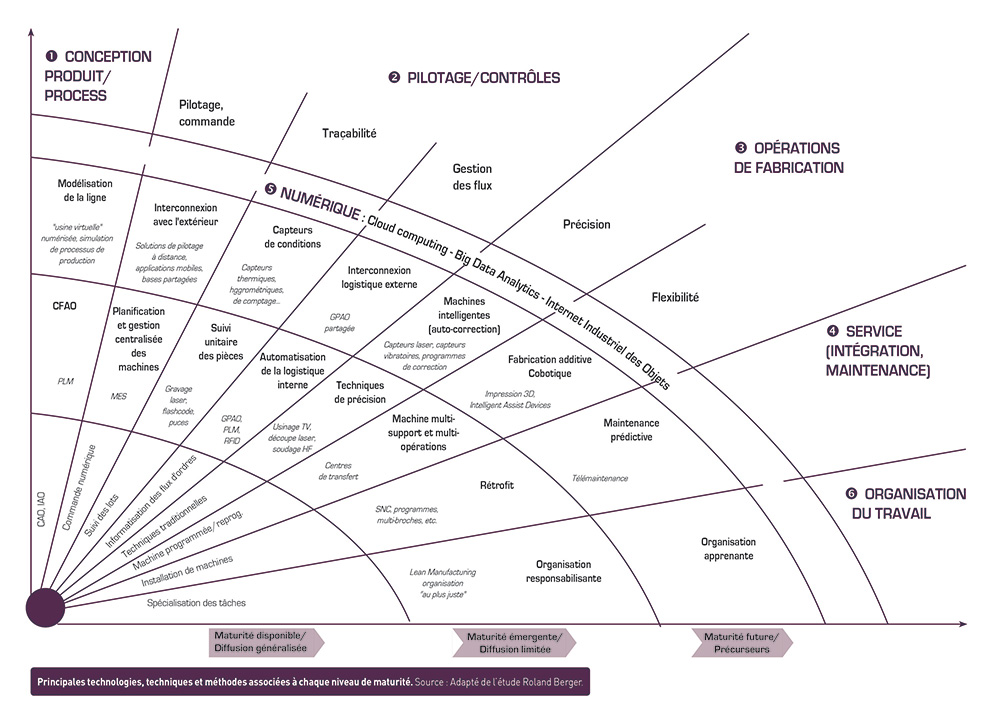 ❶ CONCEPTION
PRODUIT/
PROCESS
❷ PILOTAGE/CONTRÔLES
Pilotage,
commande
Traçabilité
Gestion
des flux
❸ OPÉRATIONS
DE FABRICATION
Précision
Flexibilité
❹ SERVICE
(INTÉGRATION,
MAINTENANCE)
❻ ORGANISATION
DU TRAVAIL
❺ NUMÉRIQUE : Cloud computing - Big Data Analytics - Internet Industriel des Objets
Modélisation
de la ligne
"usine virtuelle"
numérisée, simulation
de processus de
production
Interconnexion
avec l'extérieur
Solutions de pilotage
à distance,
applications mobiles,
bases partagées
Capteurs
de conditions
Capteurs
thermiques,
hggrométriques,
de comptage...
Interconnexion
logistique externe
GPAO
partagée
Machines
intelligentes
(auto-correction)
Capteurs laser, capteurs
vibratoires, programmes
de correction
Fabrication additive
Cobotique
Impression 3D,
Intelligent Assist Devices
Maintenance
prédictive
Télémaintenance
Organisation
apprenante
CFAO
PLM
Planification
et gestion
centralisée
des
machines
MES
Suivi
unitaire
des pièces
Gravage
laser,
flashcode,
puces
Automatisation
de la logistique
interne
GPAO,
PLM,
RFID
Techniques
de précision
Usinage TV,
découpe laser,
soudage HF
Machine multi-
support et multi-
opérations
Centres
de transfert
Rétrofit
SNC, programmes,
multi-broches, etc.
Organisation
responsabilisante
Lean Manufacturing
organisation
"au plus juste"
CAO, IAO
Commande numérique
Suivi des lots
Informatisation des flux d'ordres
Techniques traditionnelles
Machine programmée/reprog.
Installation de machines
Spécialisation des tâches
Maturité disponible/
Diffusion généralisée
Maturité émergente/
Diffusion limitée
Maturité future/
Précurseurs
Principales technologies, techniques et méthodes associées à chaque niveau de maturité. Source : Adapté de l'étude Roland Berger.